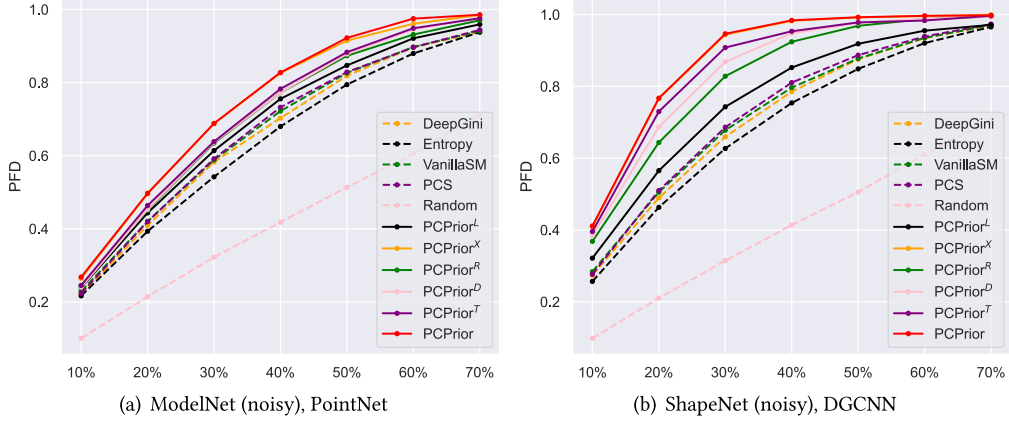 1.0
0.8
0.6
0.4
0.2
PFD
10% 20% 30% 40% 50% 60% 70%
DeepGini
Entropy
VanillaSM
PCS
Random
PCPrior^L
PCPrior^X
PCPrior^R
PCPrior^D
PCPrior^T
PCPrior
(a) ModelNet (noisy), PointNet
1.0
0.8
0.6
0.4
0.2
PFD
10% 20% 30% 40% 50% 60% 70%
DeepGini
Entropy
VanillaSM
PCS
Random
PCPrior^L
PCPrior^X
PCPrior^R
PCPrior^D
PCPrior^T
PCPrior
(b) ShapeNet (noisy), DGCNN